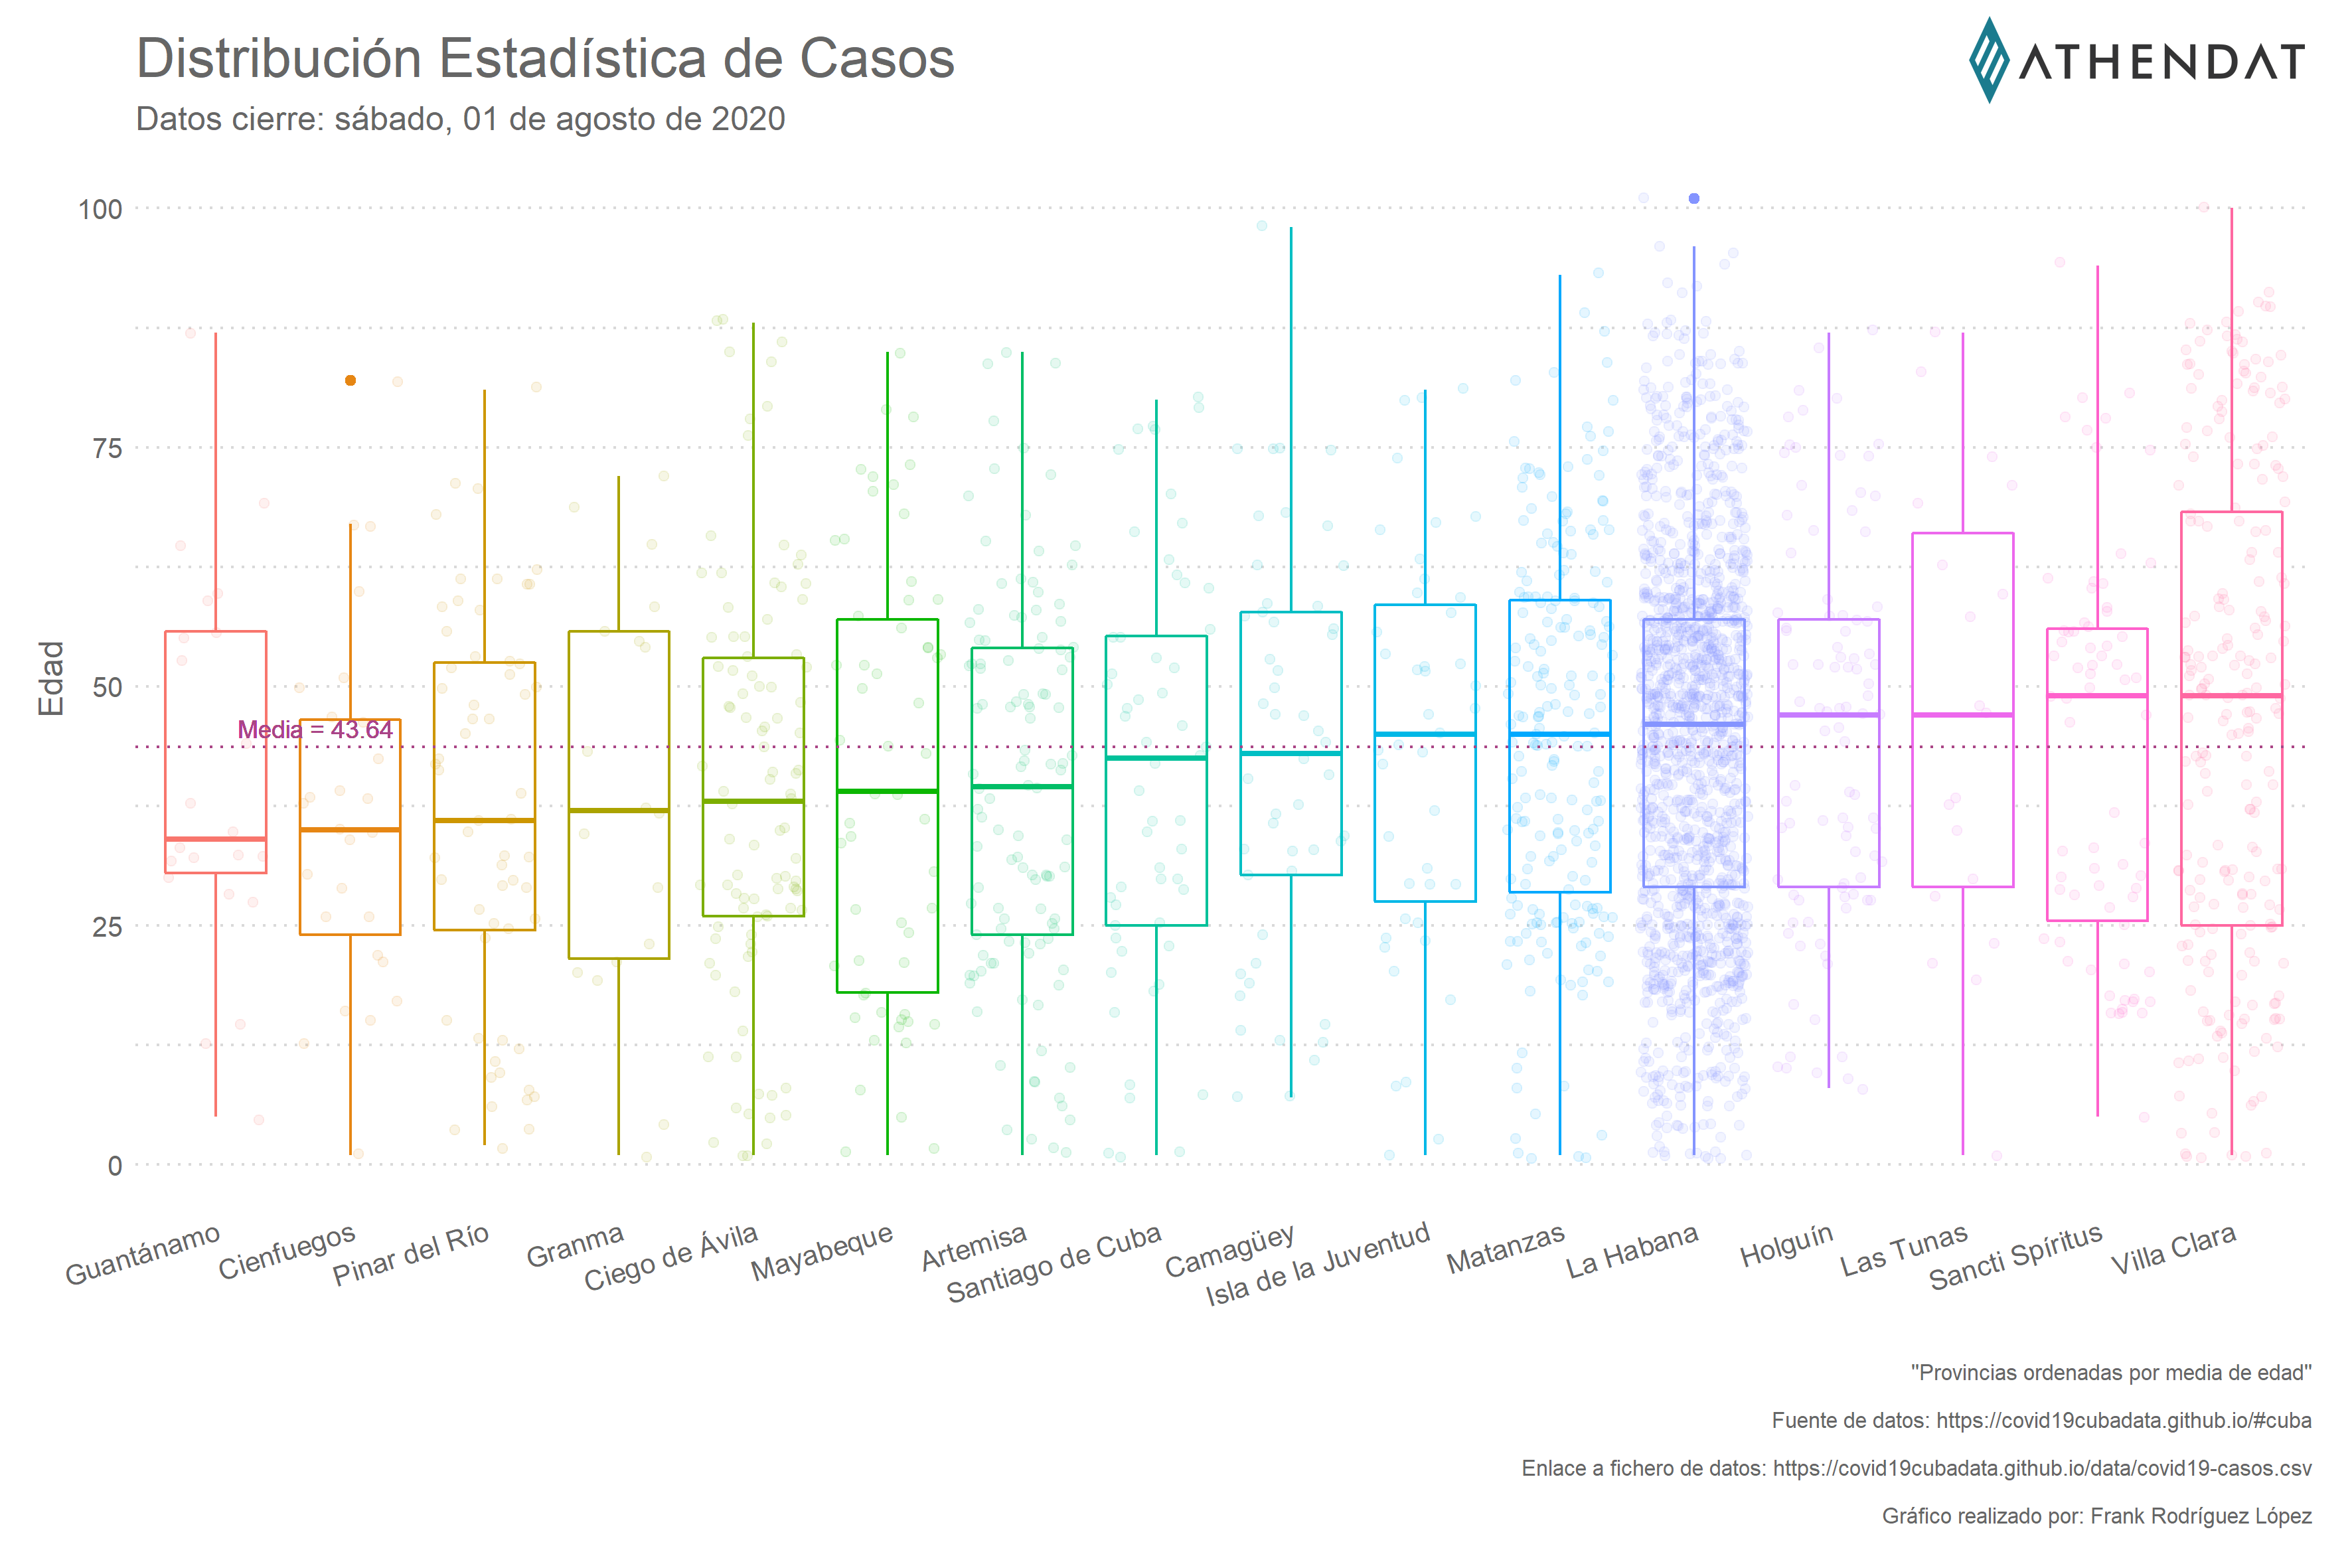 Distribución Estadística de Casos
ATHENDAT
Datos cierre: sábado, 01 de agosto de 2020
100
75
50
25
0
Edad
Media = 43.64
Guantánamo
Cienfuegos
Pinar del Río
Granma
Ciego de Ávila
Mayabeque
Artemisa
Santiago de Cuba
Camagüey
Isla de la Juventud
Matanzas
La Habana
Holguín
Las Tunas
Sancti Spíritus
Villa Clara
"Provincias ordenadas por media de edad"
Fuente de datos: https://covid19cubadata.github.io/#cuba
Enlace a fichero de datos: https://covid19cubadata.github.io/data/covid19-casos.csv
Gráfico realizado por: Frank Rodríguez López